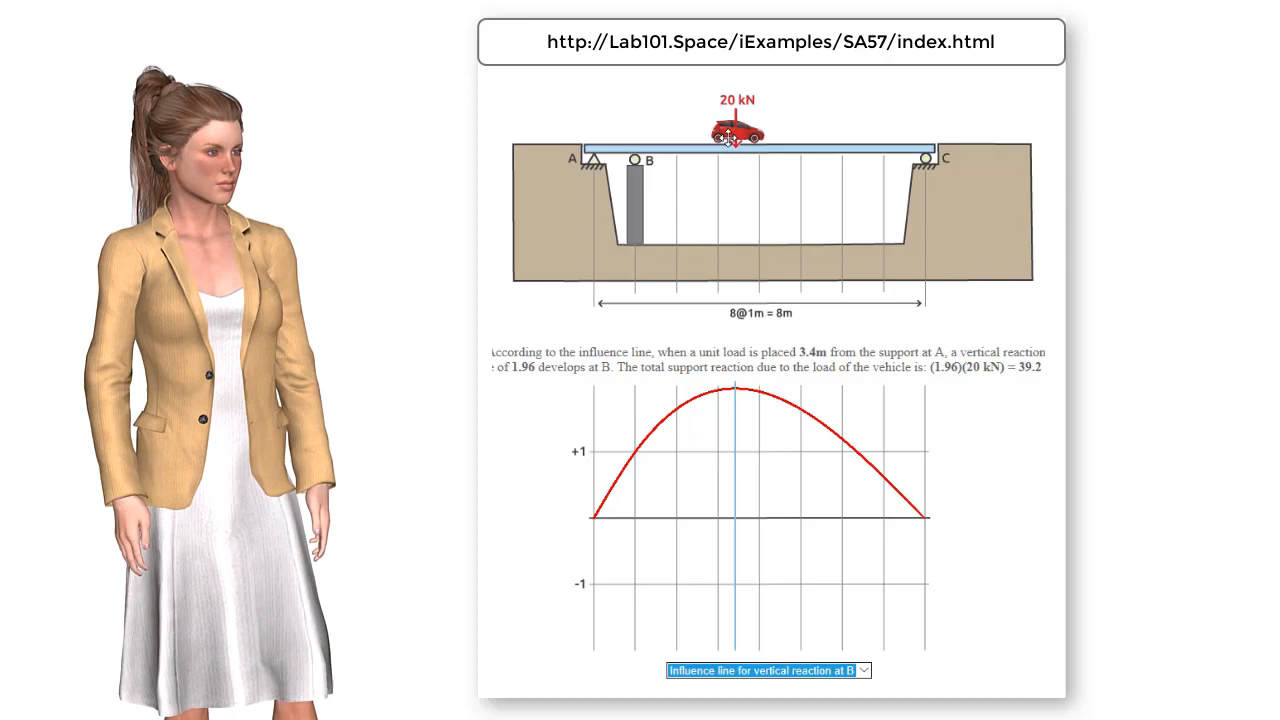 http://Lab101.Space/iExamples/SA57/index.html
20 kN
A
B
C
8@1m = 8m
According to the influence line, when a unit load is placed 3.4m from the support at A, a vertical reaction
of 1.96 develops at B. The total support reaction due to the load of the vehicle is: (1.96)(20 kN) = 39.2
+1
-1
Influence line for vertical reaction at B